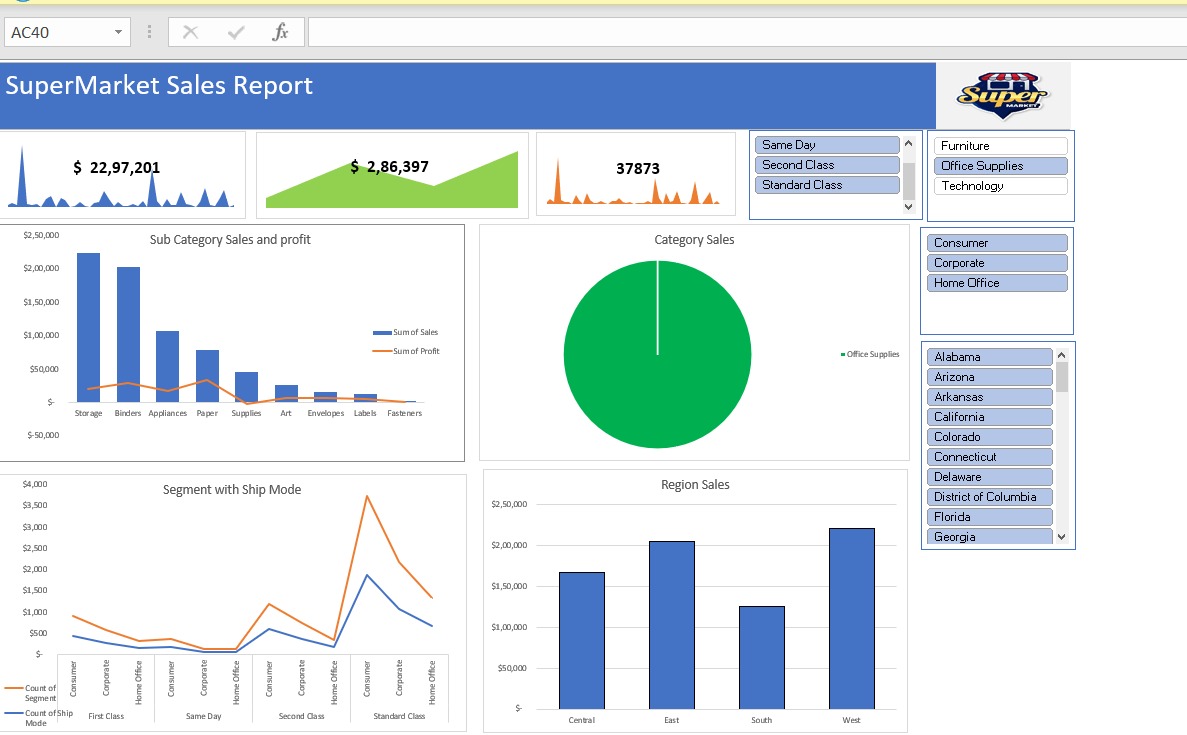 AC40
fx
SuperMarket Sales Report
Super
MARKET
$ 22,97,201
$ 2,86,397
37873
Same Day
Second Class
Standard Class
Furniture
Office Supplies
Technology
Sub Category Sales and profit
$2,50,000
$2,00,000
$1,50,000
$1,00,000
$50,000
$-
$-50,000
Sum of Sales
Sum of Profit
Storage Binders Appliances Paper Supplies Art Envelopes Labels Fasteners
Category Sales
Office Supplies
Consumer
Corporate
Home Office
Alabama
Arizona
Arkansas
California
Colorado
Connecticut
Delaware
District of Columbia
Florida
Georgia
Segment with Ship Mode
$4,000
$3,500
$3,000
$2,500
$2,000
$1,500
$1,000
$500
$-
Consumer Corporate Home Office Consumer Corporate Home Office Consumer Corporate Home Office Consumer Corporate Home Office
First Class Same Day Second Class Standard Class
Count of
Segment
Count of Ship
Mode
Region Sales
$2,50,000
$2,00,000
$1,50,000
$1,00,000
$50,000
$-
Central East South West